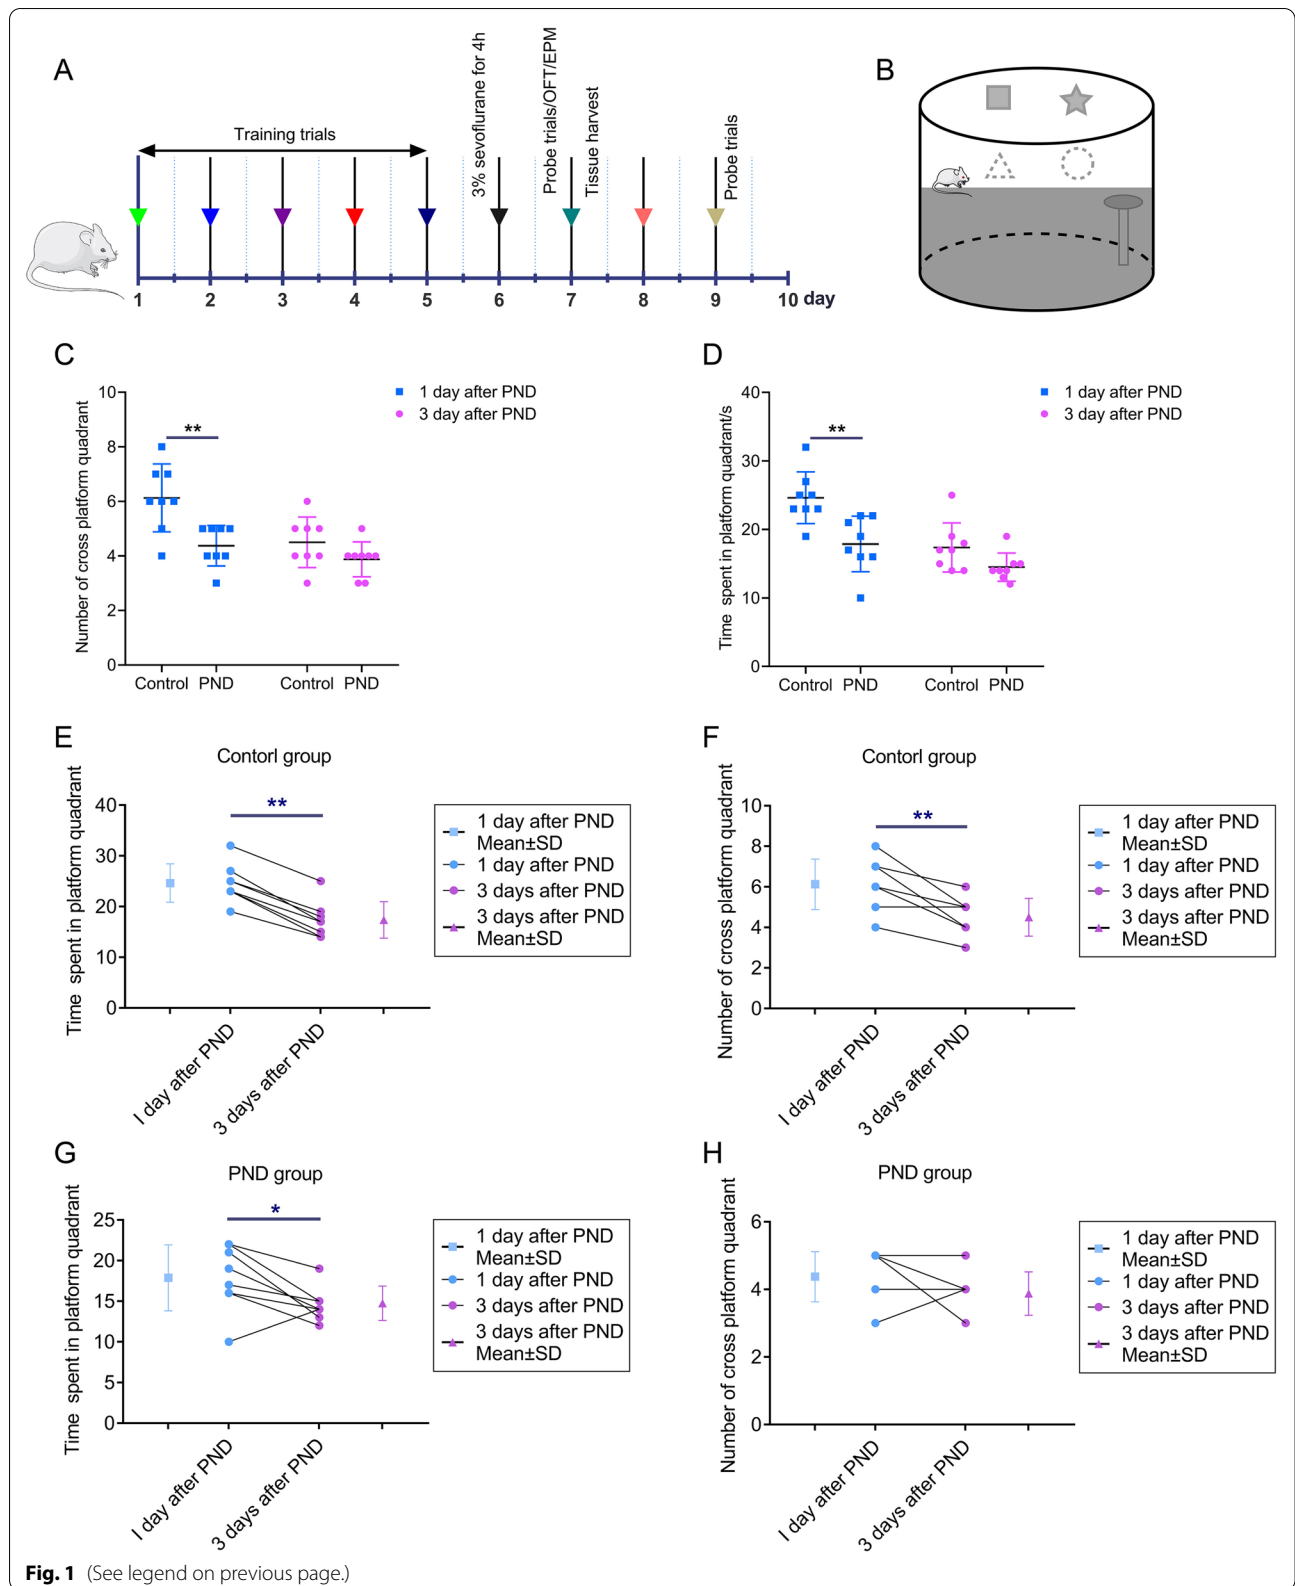 A
Training trials
3% sevoflurane for 4h
Probe trials/OFT/EPM
Tissue harvest
Probe trials
1 2 3 4 5 6 7 8 9 10 day
B
C
Number of cross platform quadrant
10
8
6
4
2
0
**
1 day after PND
3 day after PND
Control PND Control PND
D
Time spent in platform quadrant/s
40
30
20
10
0
**
1 day after PND
3 day after PND
Control PND Control PND
E
Contorl group
Time spent in platform quadrant
40
30
20
10
0
**
1 day after PND
Mean±SD
1 day after PND
3 days after PND
3 days after PND
Mean±SD
I day after PND
3 days after PND
F
Contorl group
Number of cross platform quadrant
10
8
6
4
2
0
**
1 day after PND
Mean±SD
1 day after PND
3 days after PND
3 days after PND
Mean±SD
I day after PND
3 days after PND
G
PND group
Time spent in platform quadrant
25
20
15
10
5
0
*
1 day after PND
Mean±SD
1 day after PND
3 days after PND
3 days after PND
Mean±SD
I day after PND
3 days after PND
H
PND group
Number of cross platform quadrant
6
4
2
0
1 day after PND
Mean±SD
1 day after PND
3 days after PND
3 days after PND
Mean±SD
I day after PND
3 days after PND
Fig. 1 (See legend on previous page.)